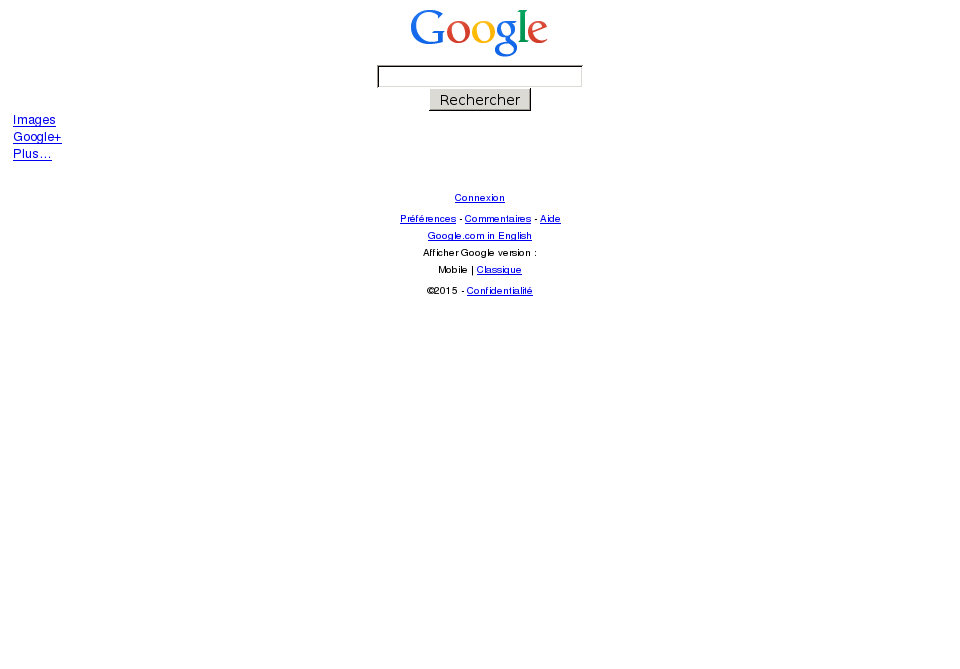 Google
Rechercher
Images
Google+
Plus...
Connexion
Préférences - Commentaires - Aide
Google.com in English
Afficher Google version :
Mobile | Classique
©2015 - Confidentialité